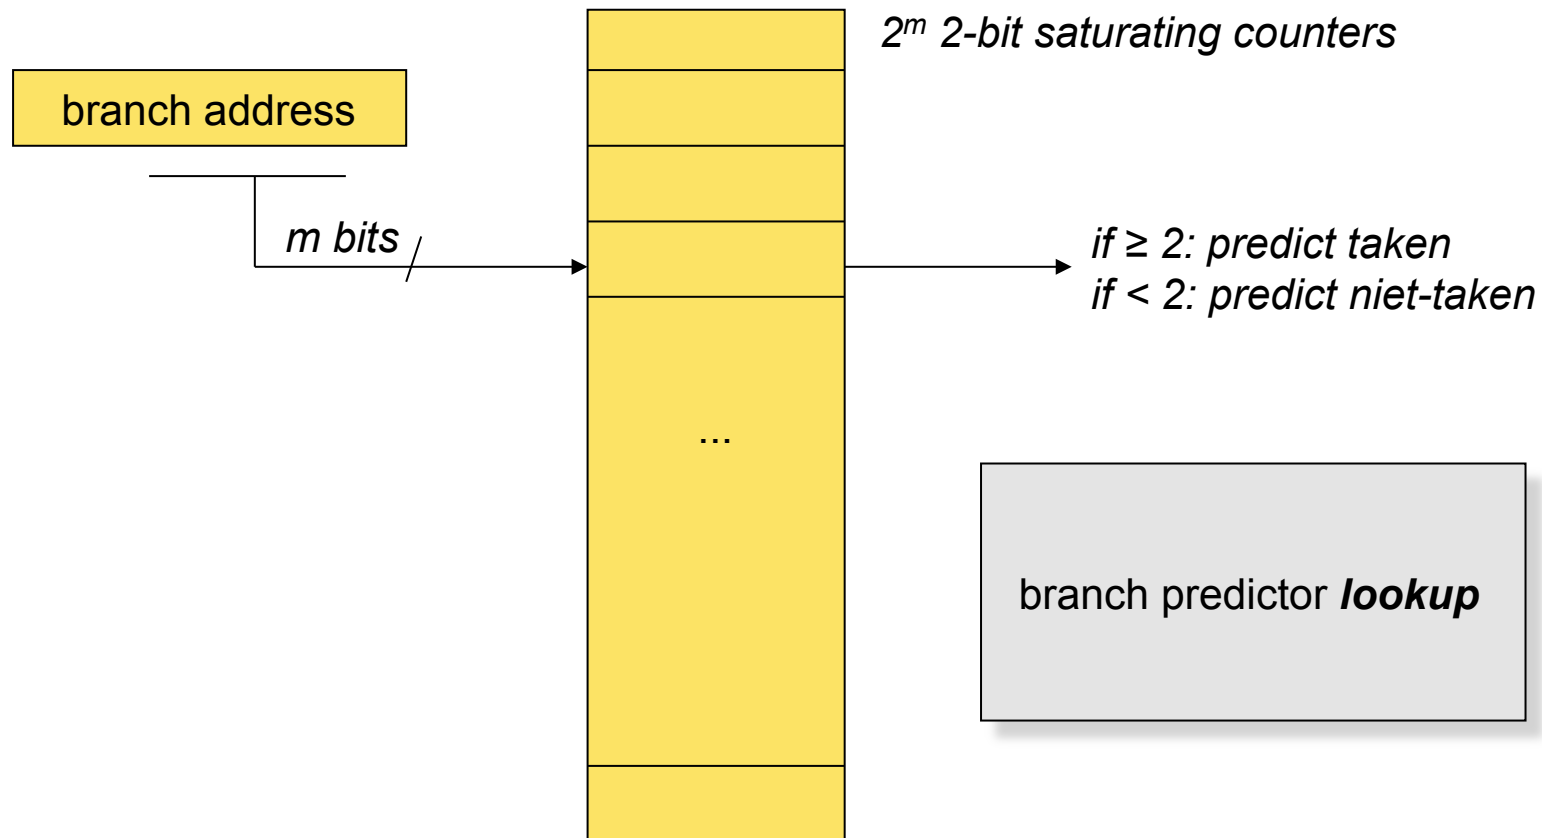 2^m 2-bit saturating counters
branch address
m bits
if ≥ 2: predict taken
if < 2: predict niet-taken
...
branch predictor lookup